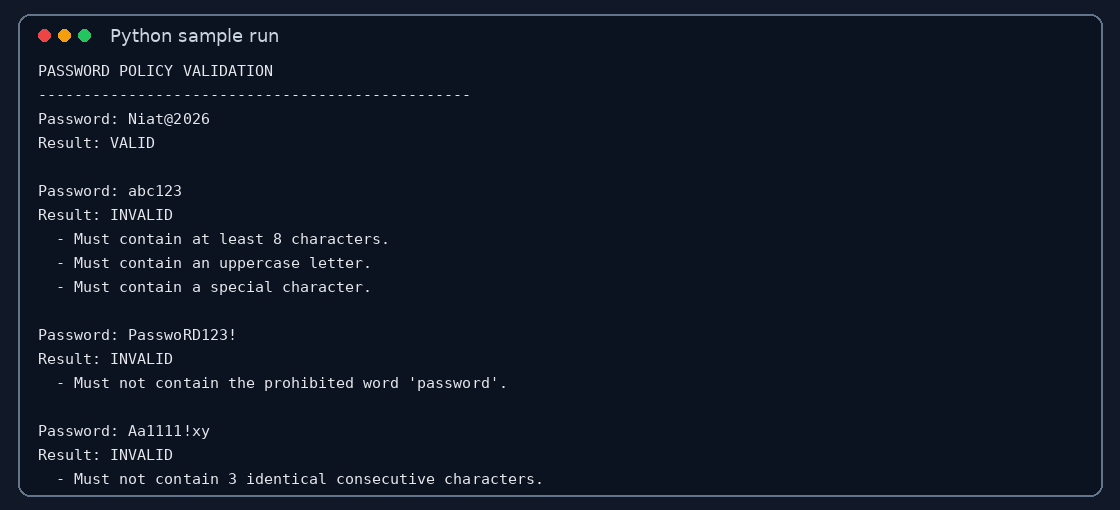 Python sample run
PASSWORD POLICY VALIDATION
------------------------------------------------
Password: Niat@2026
Result: VALID
Password: abc123
Result: INVALID
- Must contain at least 8 characters.
- Must contain an uppercase letter.
- Must contain a special character.
Password: PasswoRD123!
Result: INVALID
- Must not contain the prohibited word 'password'.
Password: Aa1111!xy
Result: INVALID
- Must not contain 3 identical consecutive characters.